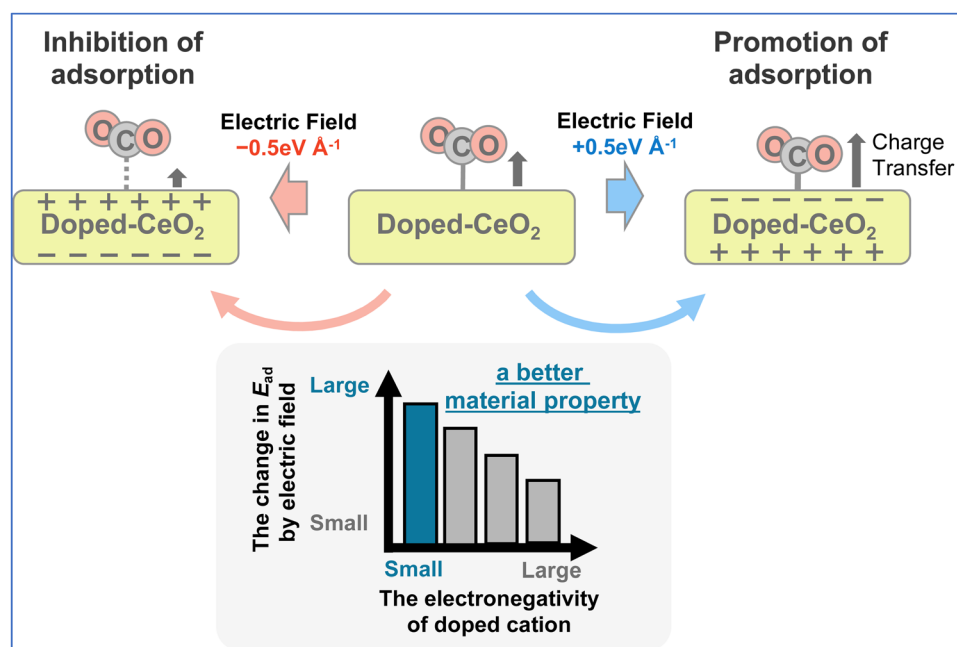 Inhibition of
adsorption
Promotion of
adsorption
O C O
Electric Field
−0.5eV Å⁻¹
O C O
Electric Field
+0.5eV Å⁻¹
O C O
Charge
Transfer
+ + + + + +
Doped-CeO₂
− − − − − −
Doped-CeO₂
− − − − − −
Doped-CeO₂
+ + + + + +
The change in Ead
by electric field
Large
Small
a better
material property
Small
Large
The electronegativity
of doped cation